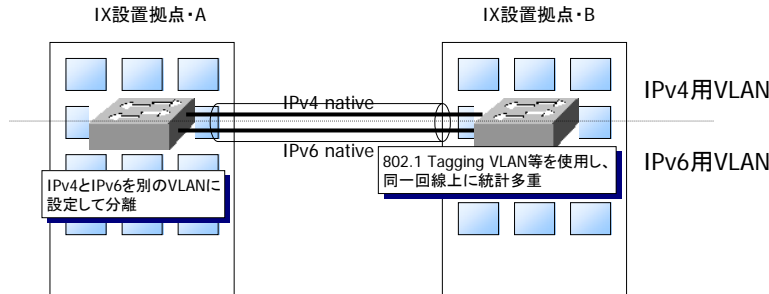 IX設置拠点・A
IX設置拠点・B
IPv4 native
IPv4用VLAN
IPv6 native
IPv6用VLAN
IPv4とIPv6を別のVLANに
設定して分離
802.1 Tagging VLAN等を使用し、
同一回線上に統計多重